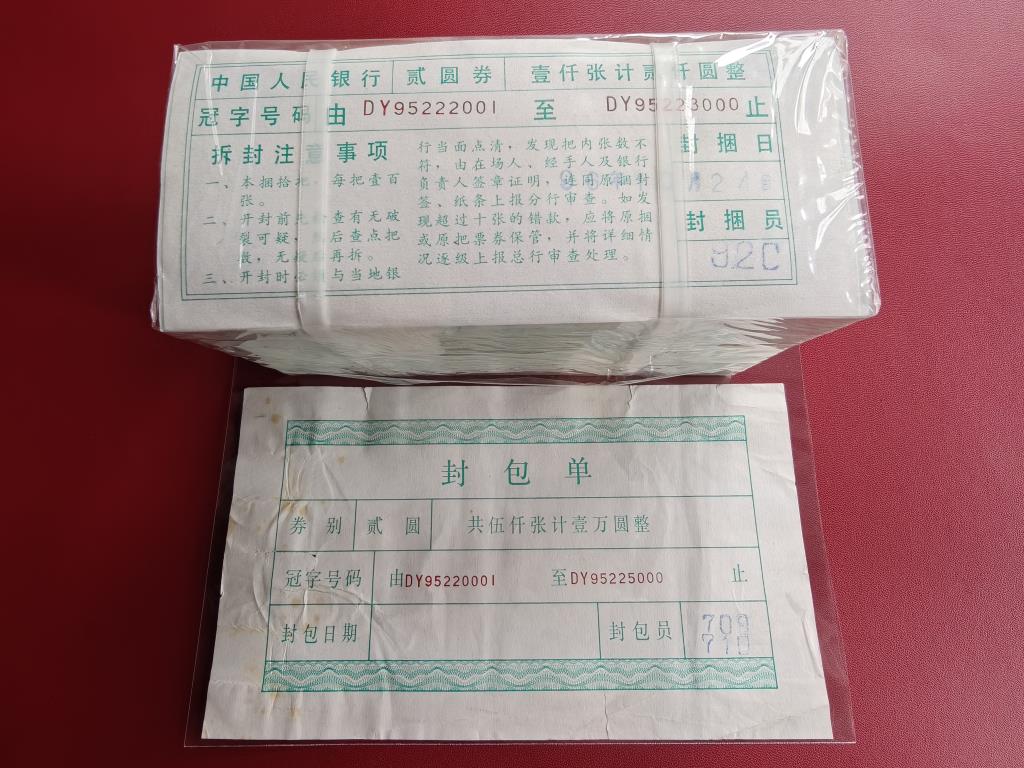 中国人民银行 贰圆券 壹仟张计贰仟圆整
冠字号码 由 DY95222001 至 DY95223000 止
拆封注意事项
一、本捆拾把，每把壹百
张。
二、开封前先检查有无破
裂可疑，然后查点把
数，无疑再拆。
三、开封时必须与当地银
行当面点清，发现把内张数不
符，由在场人、经手人及银行
负责人签章证明，连同原捆封
签、纸条上报分行审查。如发
现超过十张的错款，应将原捆
或原把票券保管，并将详细情
况逐级上报总行审查处理。
封捆日
封捆员
92C
封包单
券别 贰圆 共伍仟张计壹万圆整
冠字号码 由DY95220001 至DY95225000 止
封包日期 封包员 709
710